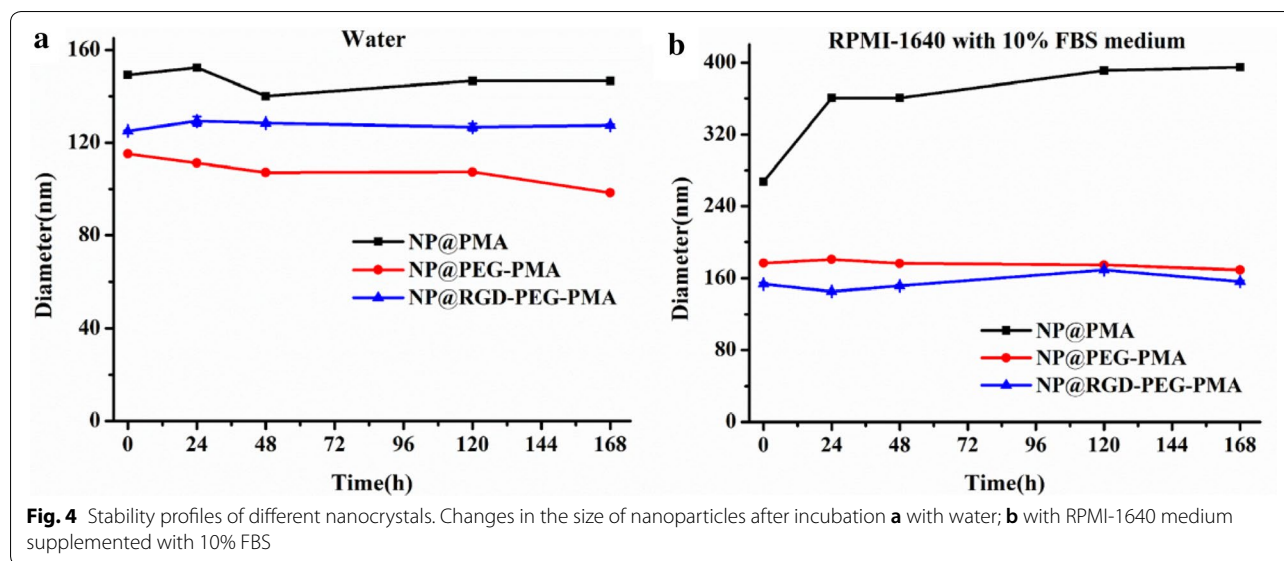 a
Water
160
120
80
40
0
Diameter(nm)
NP@PMA
NP@PEG-PMA
NP@RGD-PEG-PMA
0 24 48 72 96 120 144 168
Time(h)
b
RPMI-1640 with 10% FBS medium
400
320
240
160
80
0
Diameter(nm)
NP@PMA
NP@PEG-PMA
NP@RGD-PEG-PMA
0 24 48 72 96 120 144 168
Time(h)
Fig. 4 Stability profiles of different nanocrystals. Changes in the size of nanoparticles after incubation a with water; b with RPMI-1640 medium
supplemented with 10% FBS